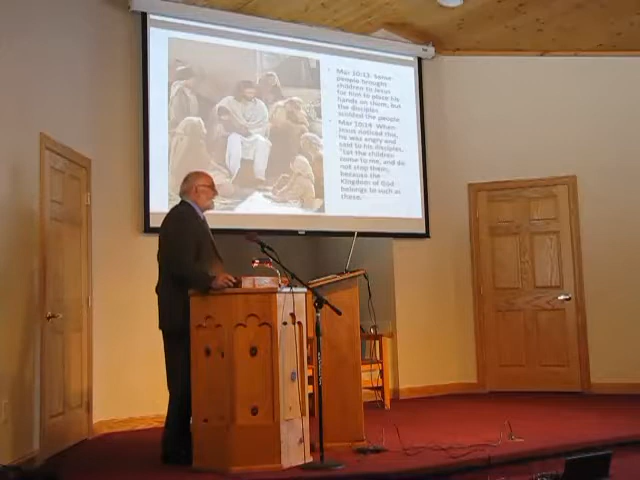 Mar 10:13 Some
people brought
children to Jesus
for him to place his
hands on them, but
the disciples
scolded the people.
Mar 10:14 When
Jesus noticed this,
he was angry and
said to his disciples,
"Let the children
come to me, and do
not stop them,
because the
Kingdom of God
belongs to such as
these.